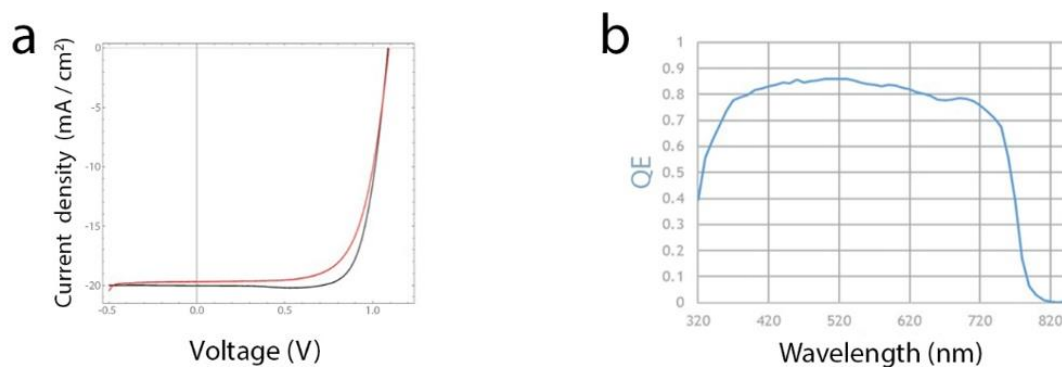 a
Current density (mA / cm²)
0
-5
-10
-15
-20
-0.5 0.0 0.5 1.0
Voltage (V)
b
QE
1
0.9
0.8
0.7
0.6
0.5
0.4
0.3
0.2
0.1
0
320 420 520 620 720 820
Wavelength (nm)